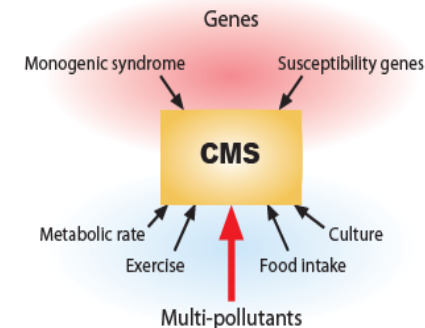 Genes
Monogenic syndrome
Susceptibility genes
CMS
Metabolic rate
Culture
Exercise
Food intake
Multi-pollutants